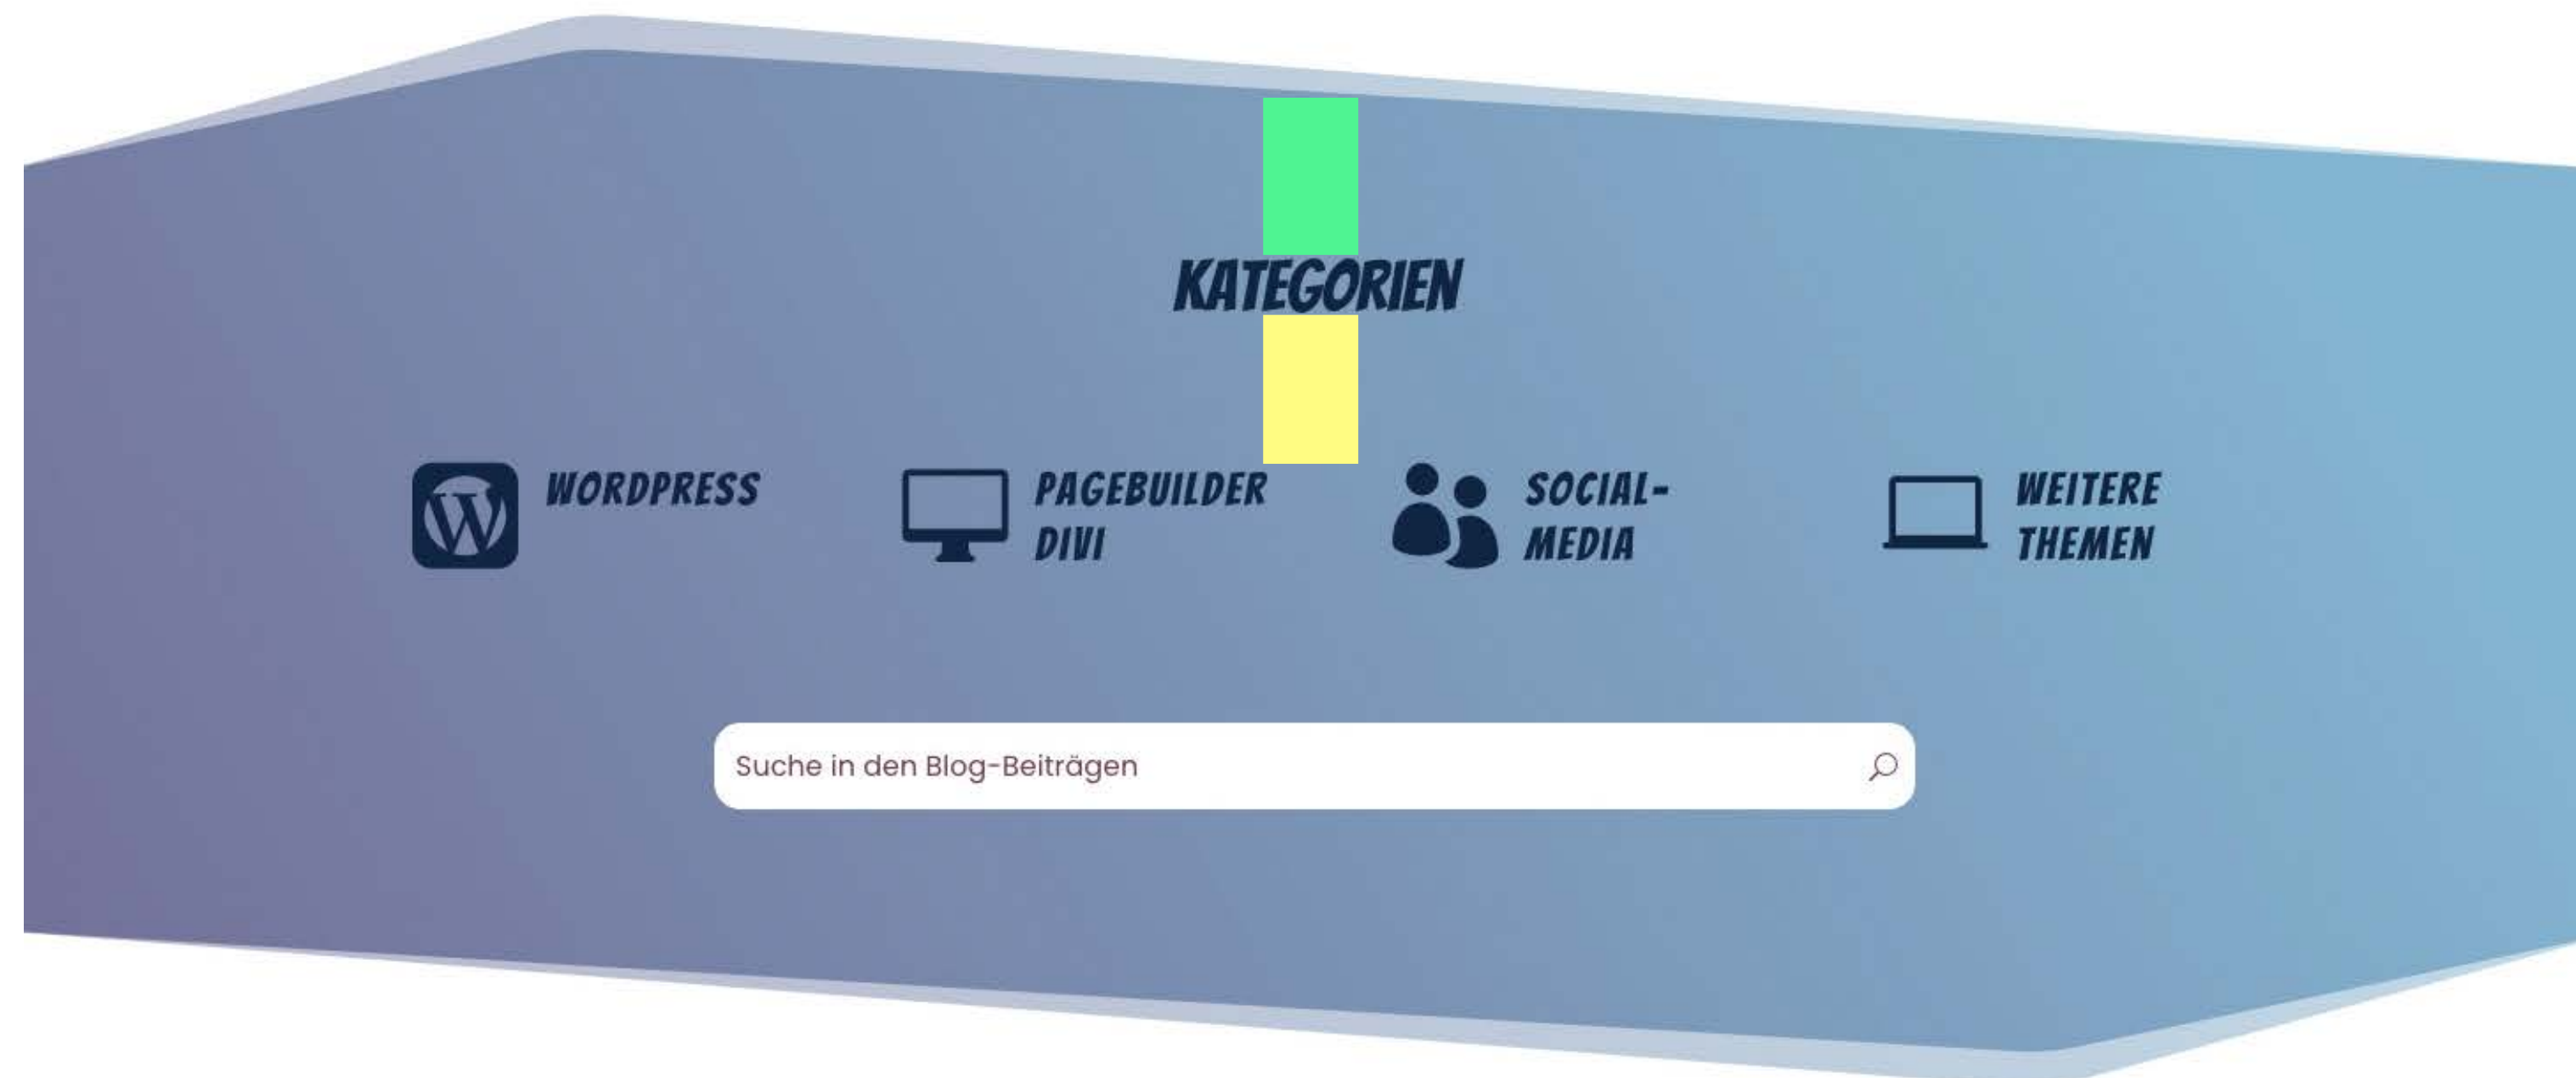 KATEGORIEN
WORDPRESS
PAGEBUILDER
DIVI
SOCIAL-
MEDIA
WEITERE
THEMEN
Suche in den Blog-Beiträgen